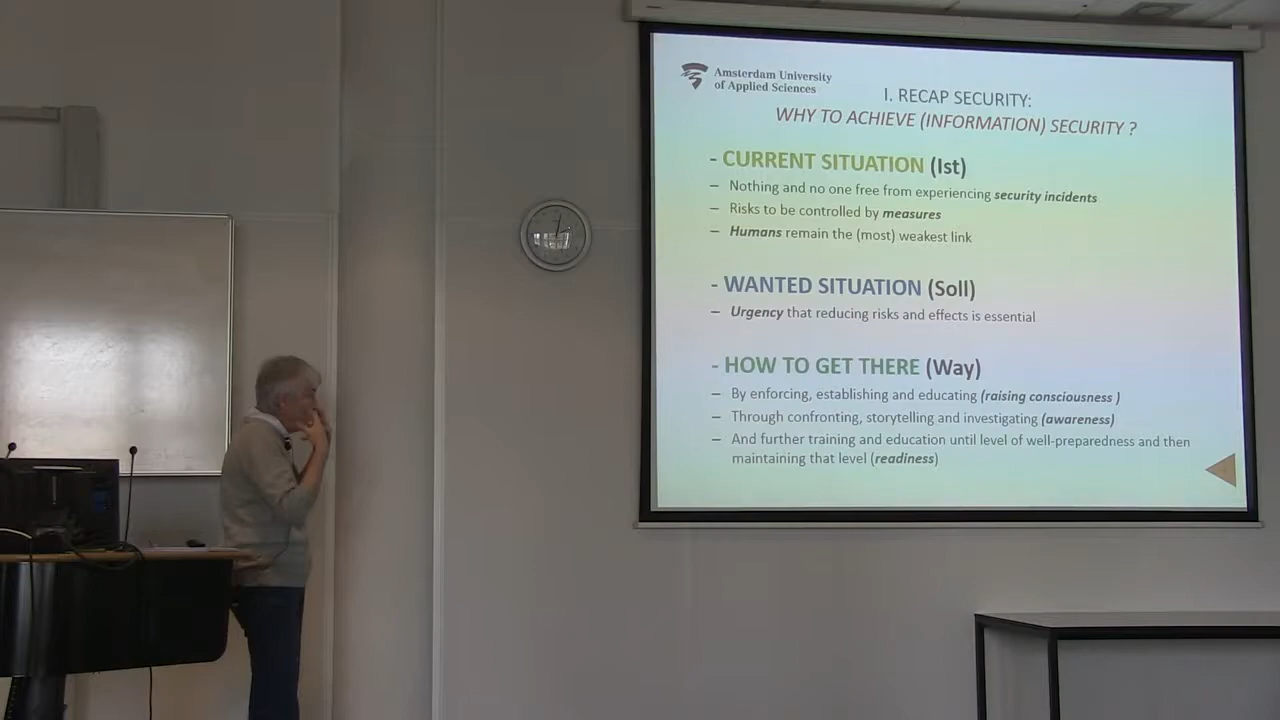 Amsterdam University
of Applied Sciences
I. RECAP SECURITY:
WHY TO ACHIEVE (INFORMATION) SECURITY ?
- CURRENT SITUATION (Ist)
– Nothing and no one free from experiencing security incidents
– Risks to be controlled by measures
– Humans remain the (most) weakest link
- WANTED SITUATION (Soll)
– Urgency that reducing risks and effects is essential
- HOW TO GET THERE (Way)
– By enforcing, establishing and educating (raising consciousness )
– Through confronting, storytelling and investigating (awareness)
– And further training and education until level of well-preparedness and then
maintaining that level (readiness)